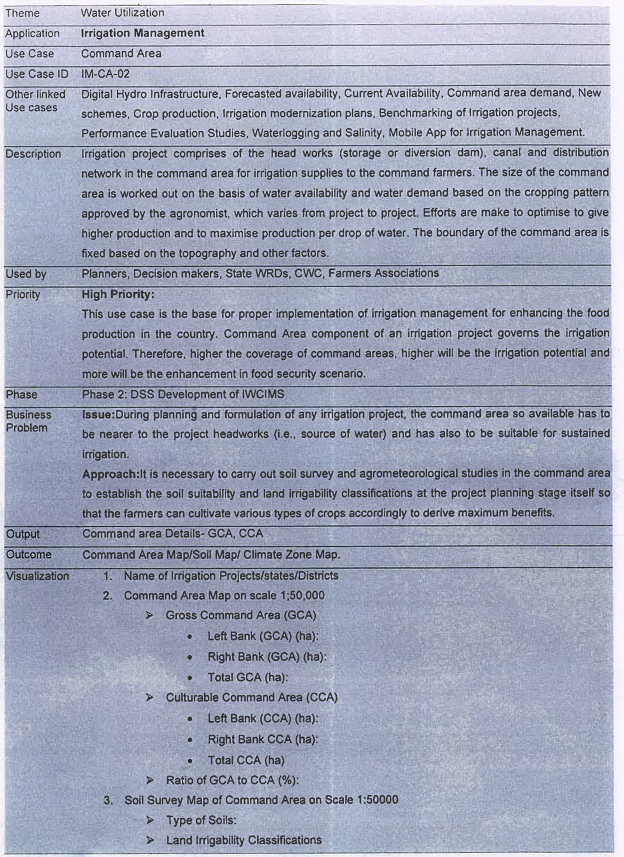 Theme Water Utilization
Application Irrigation Management
Use Case Command Area
Use Case ID IM-CA-02
Other linked Digital Hydro Infrastructure, Forecasted availability, Current Availability, Command area demand, New
Use cases schemes, Crop production, Irrigation modernization plans, Benchmarking of Irrigation projects,
Performance Evaluation Studies, Waterlogging and Salinity, Mobile App for Irrigation Management.
Description Irrigation project comprises of the head works (storage or diversion dam), canal and distribution
network in the command area for irrigation supplies to the command farmers. The size of the command
area is worked out on the basis of water availability and water demand based on the cropping pattern
approved by the agronomist, which varies from project to project. Efforts are make to optimise to give
higher production and to maximise production per drop of water. The boundary of the command area is
fixed based on the topography and other factors.
Used by Planners, Decision makers, State WRDs, CWC, Farmers Associations
Priority High Priority:
This use case is the base for proper implementation of irrigation management for enhancing the food
production in the country. Command Area component of an irrigation project governs the irrigation
potential. Therefore, higher the coverage of command areas, higher will be the irrigation potential and
more will be the enhancement in food security scenario.
Phase Phase 2: DSS Development of IWCIMS
Business Issue:During planning and formulation of any irrigation project, the command area so available has to
Problem be nearer to the project headworks (i.e., source of water) and has also to be suitable for sustained
irrigation.
Approach:It is necessary to carry out soil survey and agrometeorological studies in the command area
to establish the soil suitability and land irrigability classifications at the project planning stage itself so
that the farmers can cultivate various types of crops accordingly to derive maximum benefits.
Output Command area Details- GCA, CCA
Outcome Command Area Map/Soil Map/ Climate Zone Map.
Visualization 1. Name of Irrigation Projects/states/Districts
2. Command Area Map on scale 1;50,000
➢ Gross Command Area (GCA)
• Left Bank (GCA) (ha):
• Right Bank (GCA) (ha):
• Total GCA (ha):
➢ Culturable Command Area (CCA)
• Left Bank (CCA) (ha):
• Right Bank CCA (ha):
• Total CCA (ha)
➢ Ratio of GCA to CCA (%):
3. Soil Survey Map of Command Area on Scale 1:50000
➢ Type of Soils:
➢ Land Irrigability Classifications